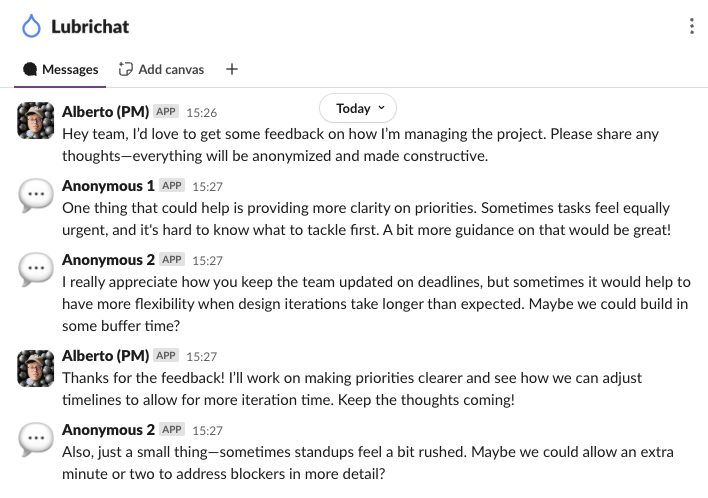 Lubrichat
Messages Add canvas +
Today
Alberto (PM) APP 15:26
Hey team, I’d love to get some feedback on how I’m managing the project. Please share any
thoughts—everything will be anonymized and made constructive.
Anonymous 1 APP 15:27
One thing that could help is providing more clarity on priorities. Sometimes tasks feel equally
urgent, and it's hard to know what to tackle first. A bit more guidance on that would be great!
Anonymous 2 APP 15:27
I really appreciate how you keep the team updated on deadlines, but sometimes it would help to
have more flexibility when design iterations take longer than expected. Maybe we could build in
some buffer time?
Alberto (PM) APP 15:27
Thanks for the feedback! I’ll work on making priorities clearer and see how we can adjust
timelines to allow for more iteration time. Keep the thoughts coming!
Anonymous 2 APP 15:27
Also, just a small thing—sometimes standups feel a bit rushed. Maybe we could allow an extra
minute or two to address blockers in more detail?